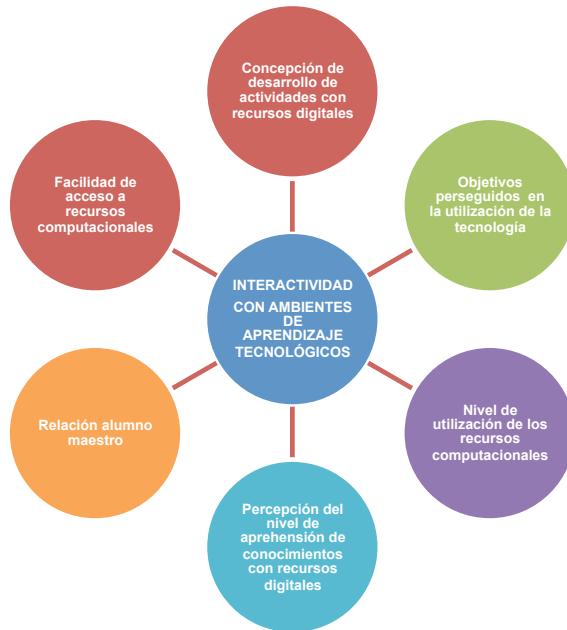 Concepción de
desarrollo de
actividades con
recursos digitales
Facilidad de
acceso a
recursos
computacionales
Objetivos
perseguidos en
la utilización de la
tecnología
INTERACTIVIDAD
CON AMBIENTES
DE
APRENDIZAJE
TECNOLÓGICOS
Relación alumno
maestro
Nivel de
utilización de los
recursos
computacionales
Percepción del
nivel de
aprehensión de
conocimientos
con recursos
digitales